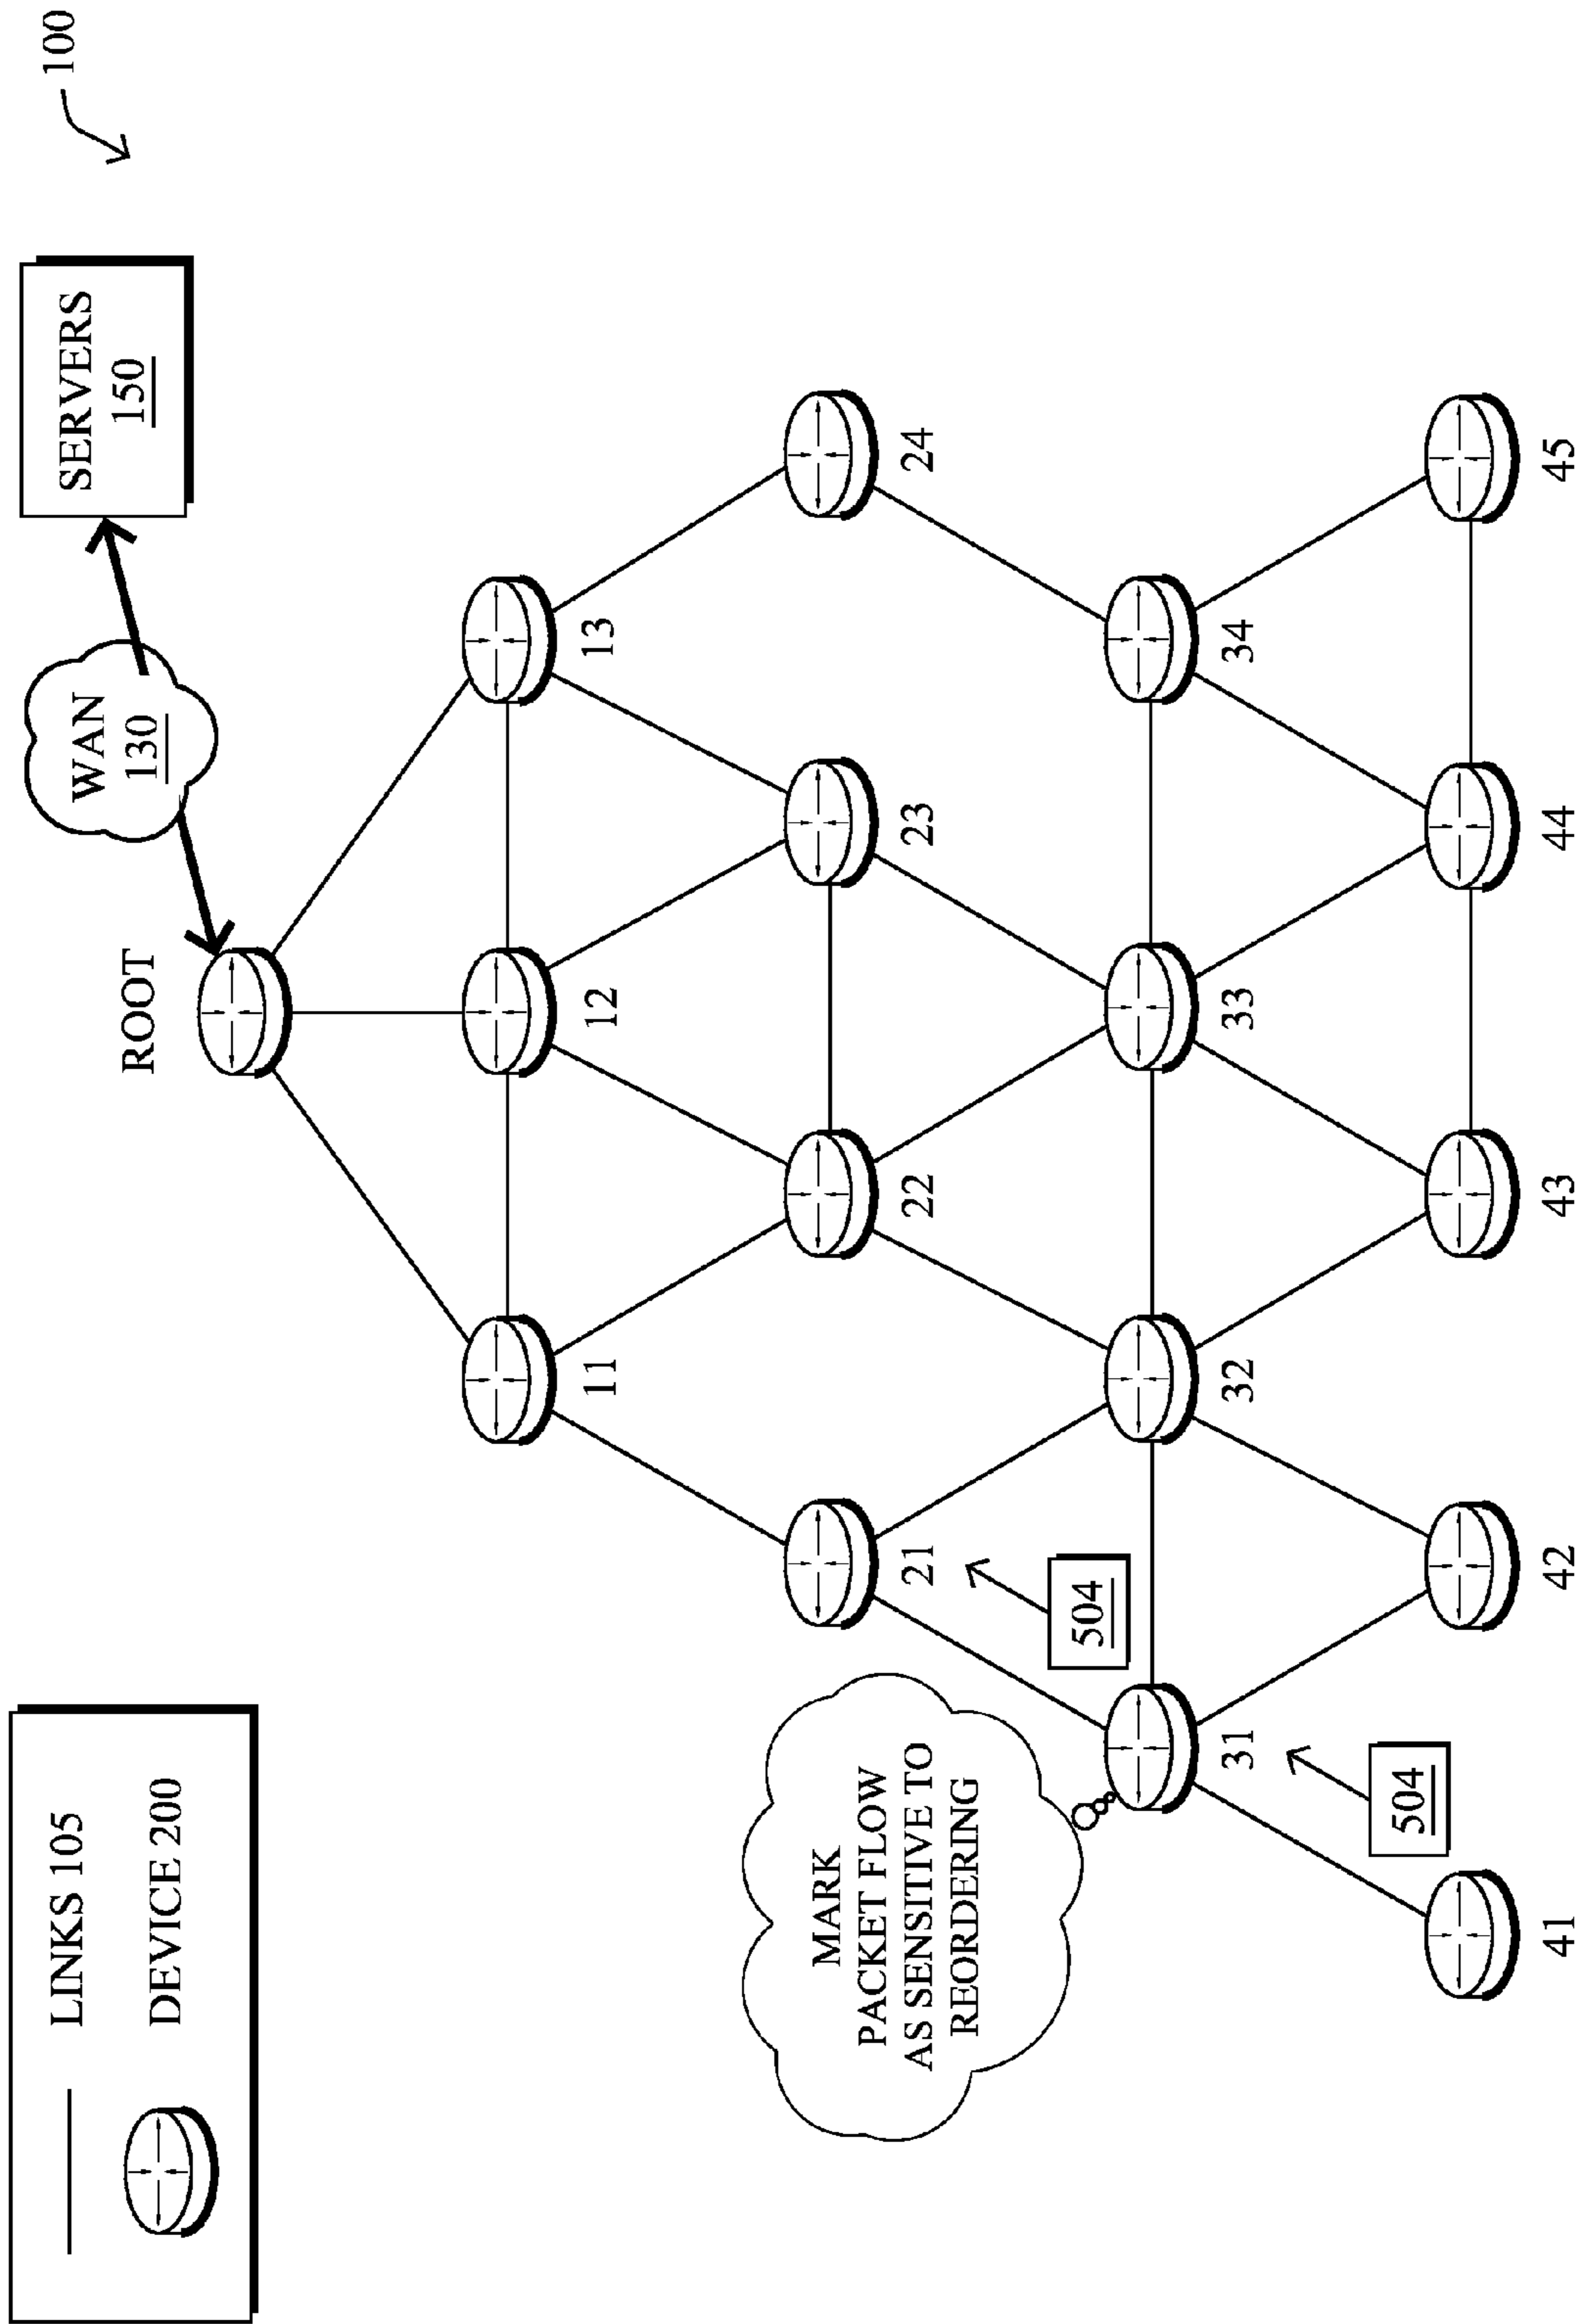 LINKS 105
DEVICE 200
100
SERVERS
150
WAN
130
ROOT
11
12
13
21
22
23
24
MARK
PACKET FLOW
AS SENSITIVE TO
REORDERING
504
31
32
33
34
504
41
42
43
44
45